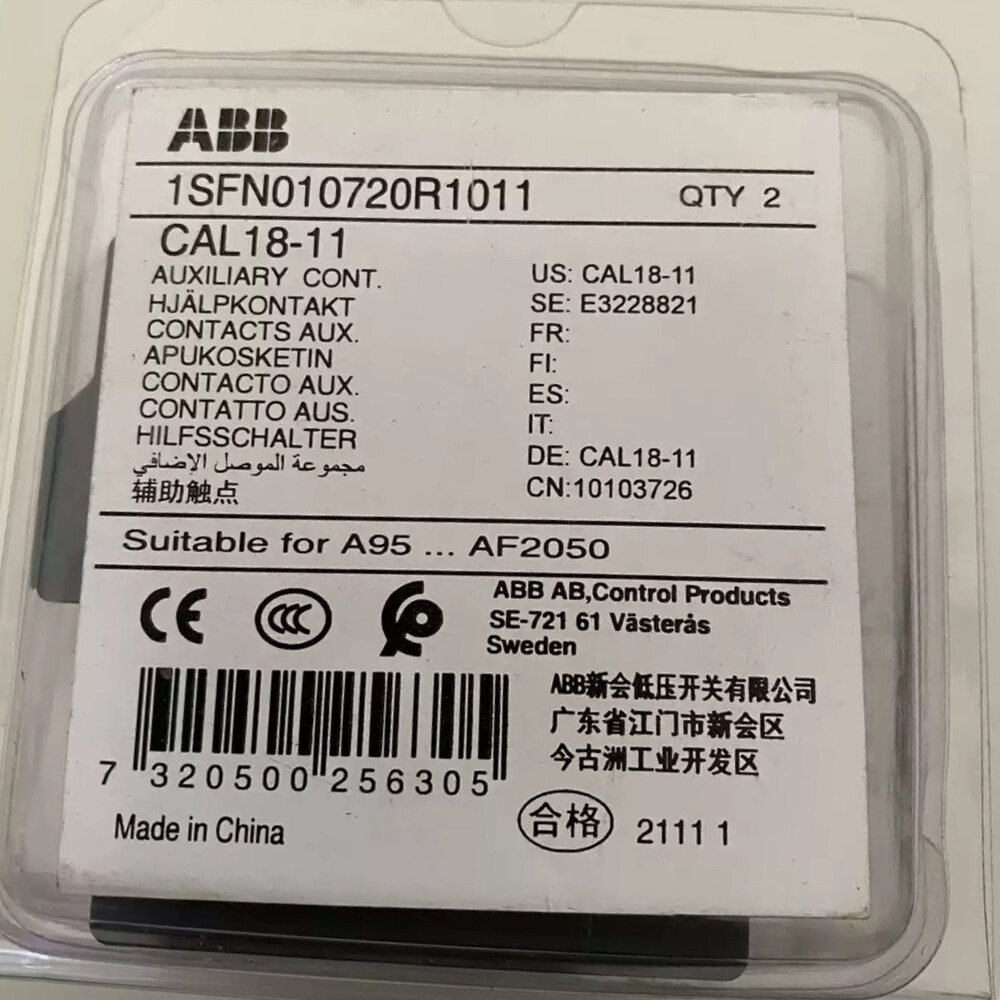 ABB
1SFN010720R1011 QTY 2
CAL18-11
AUXILIARY CONT.
HJÄLPKONTAKT
CONTACTS AUX.
APUKOSKETIN
CONTACTO AUX.
CONTATTO AUS.
HILFSSCHALTER
مجموعة الموصل الإضافي
辅助触点
US: CAL18-11
SE: E3228821
FR:
FI:
ES:
IT:
DE: CAL18-11
CN:10103726
Suitable for A95 ... AF2050
CE CCC
ABB AB,Control Products
SE-721 61 Västerås
Sweden
ABB新会低压开关有限公司
广东省江门市新会区
今古洲工业开发区
7 320500 256305
Made in China
合格 2111 1